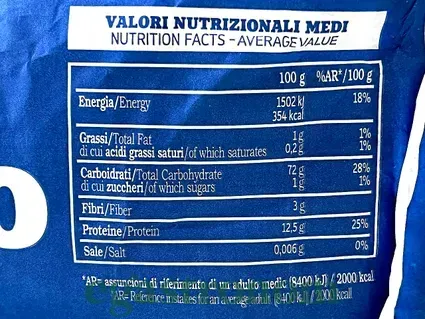 VALORI NUTRIZIONALI MEDI
NUTRITION FACTS - AVERAGE VALUE
100 g %AR*/100 g
Energia/Energy 1502 kJ 18%
354 kcal
Grassi/Total Fat 1 g 1%
di cui acidi grassi saturi/of which saturates 0,2 g 1%
Carboidrati/Total Carbohydrate 72 g 28%
di cui zuccheri/of which sugars 1 g 1%
Fibri/Fiber 3 g
Proteine/Protein 12,5 g 25%
Sale/Salt 0,006 g 0%
*AR= assuncioni di riferimento di un adulto medic (8400 kJ) / 2000 kcal
AR= Reference intakes for an average adult (8400 kJ) / 2000 kcal